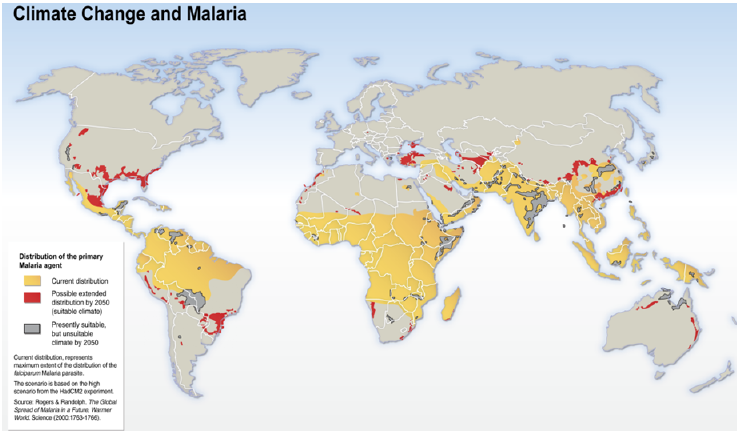 Climate Change and Malaria
Distribution of the primary
Malaria agent
Current distribution
Possible extended
distribution by 2050
(suitable climate)
Presently suitable,
but unsuitable
climate by 2050
Current distribution, represents
maximum extent of the distribution of the
falciparum Malaria parasite.
The scenario is based on the high
scenario from the HadCM2 experiment.
Source: Rogers & Randolph, The Global
Spread of Malaria in a Future, Warmer
World. Science (2000:1763-1766).